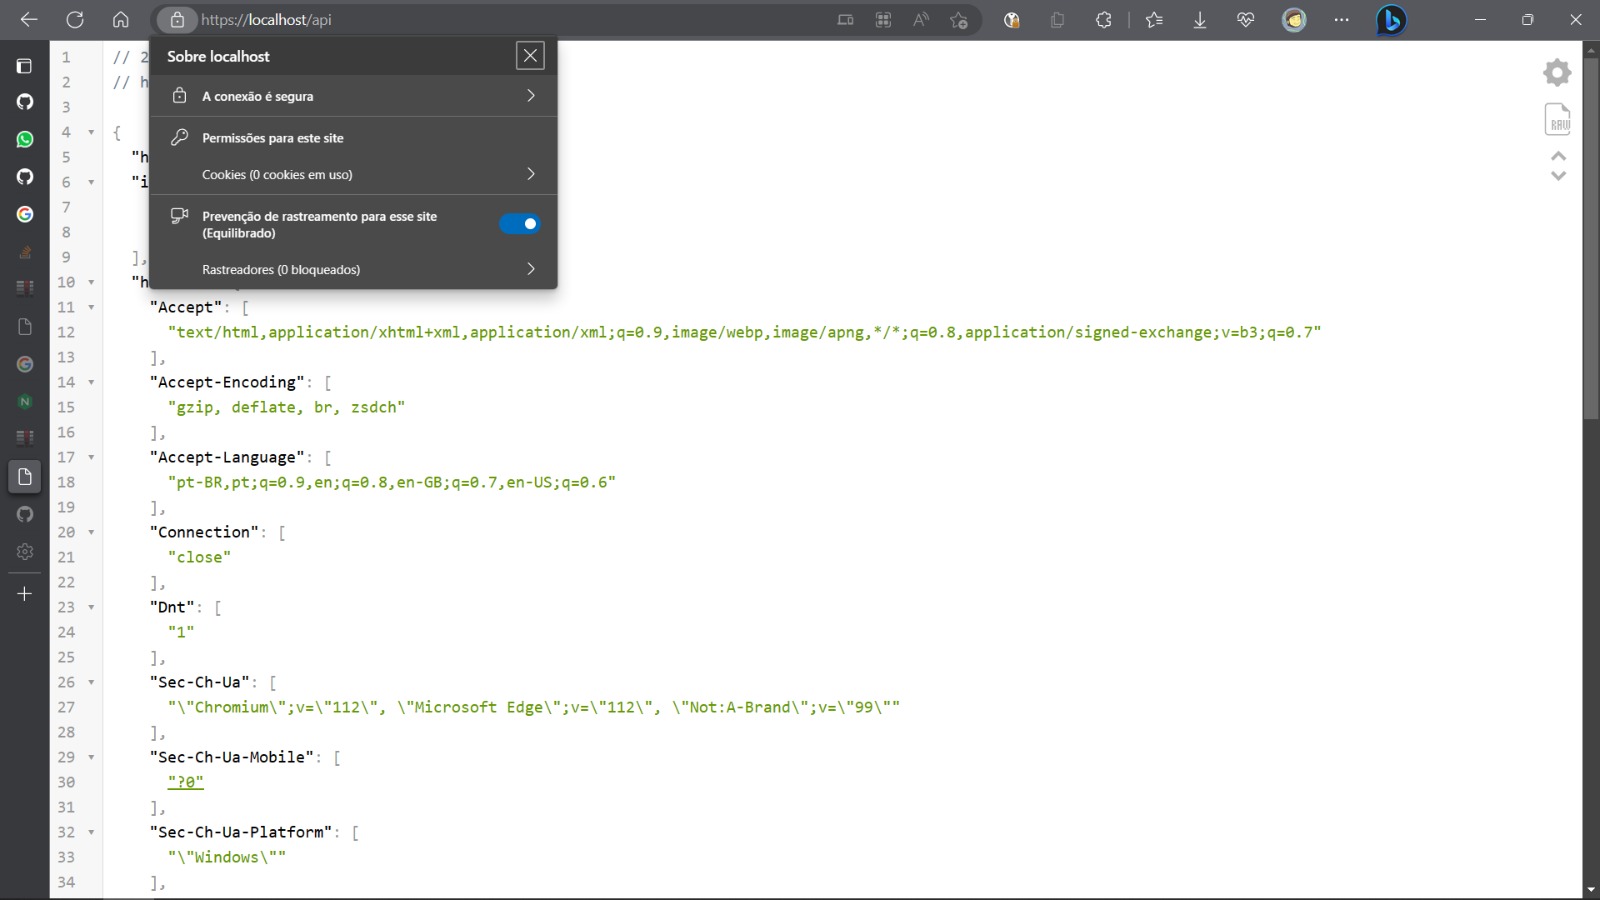 https://localhost/api
Sobre localhost
A conexão é segura
Permissões para este site
Cookies (0 cookies em uso)
Prevenção de rastreamento para esse site
(Equilibrado)
Rastreadores (0 bloqueados)
RAW
1 // 2
2 // h
3
4 {
5 "h
6 "i
7
8
9 ],
10 "h
11 "Accept": [
12 "text/html,application/xhtml+xml,application/xml;q=0.9,image/webp,image/apng,*/*;q=0.8,application/signed-exchange;v=b3;q=0.7"
13 ],
14 "Accept-Encoding": [
15 "gzip, deflate, br, zsdch"
16 ],
17 "Accept-Language": [
18 "pt-BR,pt;q=0.9,en;q=0.8,en-GB;q=0.7,en-US;q=0.6"
19 ],
20 "Connection": [
21 "close"
22 ],
23 "Dnt": [
24 "1"
25 ],
26 "Sec-Ch-Ua": [
27 "\"Chromium\";v=\"112\", \"Microsoft Edge\";v=\"112\", \"Not:A-Brand\";v=\"99\""
28 ],
29 "Sec-Ch-Ua-Mobile": [
30 "?0"
31 ],
32 "Sec-Ch-Ua-Platform": [
33 "\"Windows\""
34 ],